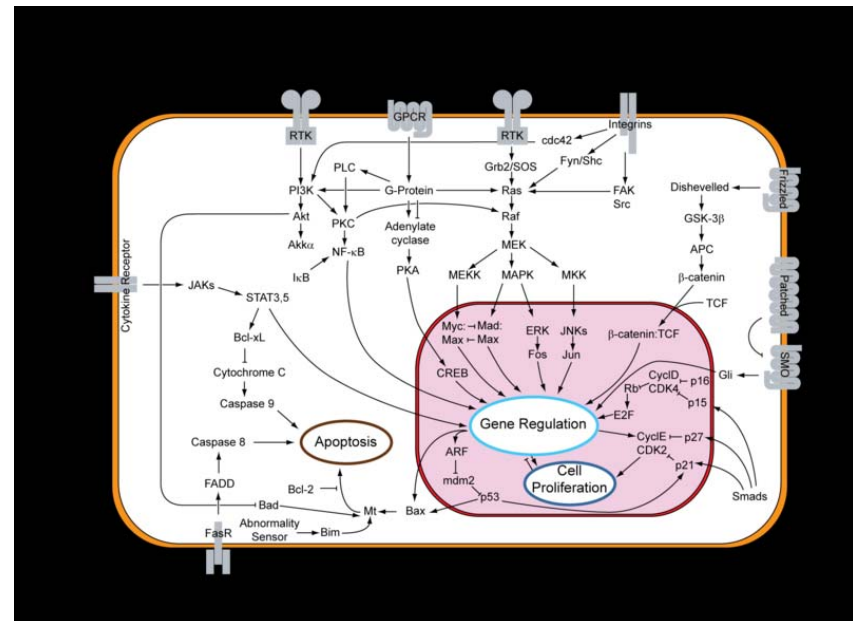 RTK
GPCR
RTK
Integrins
cdc42
PLC
Grb2/SOS
Fyn/Shc
Frizzled
PI3K
G-Protein
Ras
FAK
Src
Dishevelled
Akt
PKC
Adenylate
cyclase
Raf
GSK-3β
Akkα
NF-κB
MEK
APC
IκB
PKA
MEKK
MAPK
MKK
β-catenin
Cytokine Receptor
JAKs
STAT3,5
TCF
Patched
Myc:
Max
Mad:
Max
ERK
JNKs
β-catenin:TCF
Bcl-xL
Fos
Jun
SMO
Cytochrome C
CREB
Gli
CyclD
CDK4
p16
Rb
p15
Caspase 9
E2F
Gene Regulation
Caspase 8
Apoptosis
CyclE
CDK2
p27
ARF
p21
FADD
Bcl-2
mdm2
Cell
Proliferation
p53
Smads
Bad
Mt
Bax
FasR
Abnormality
Sensor
Bim